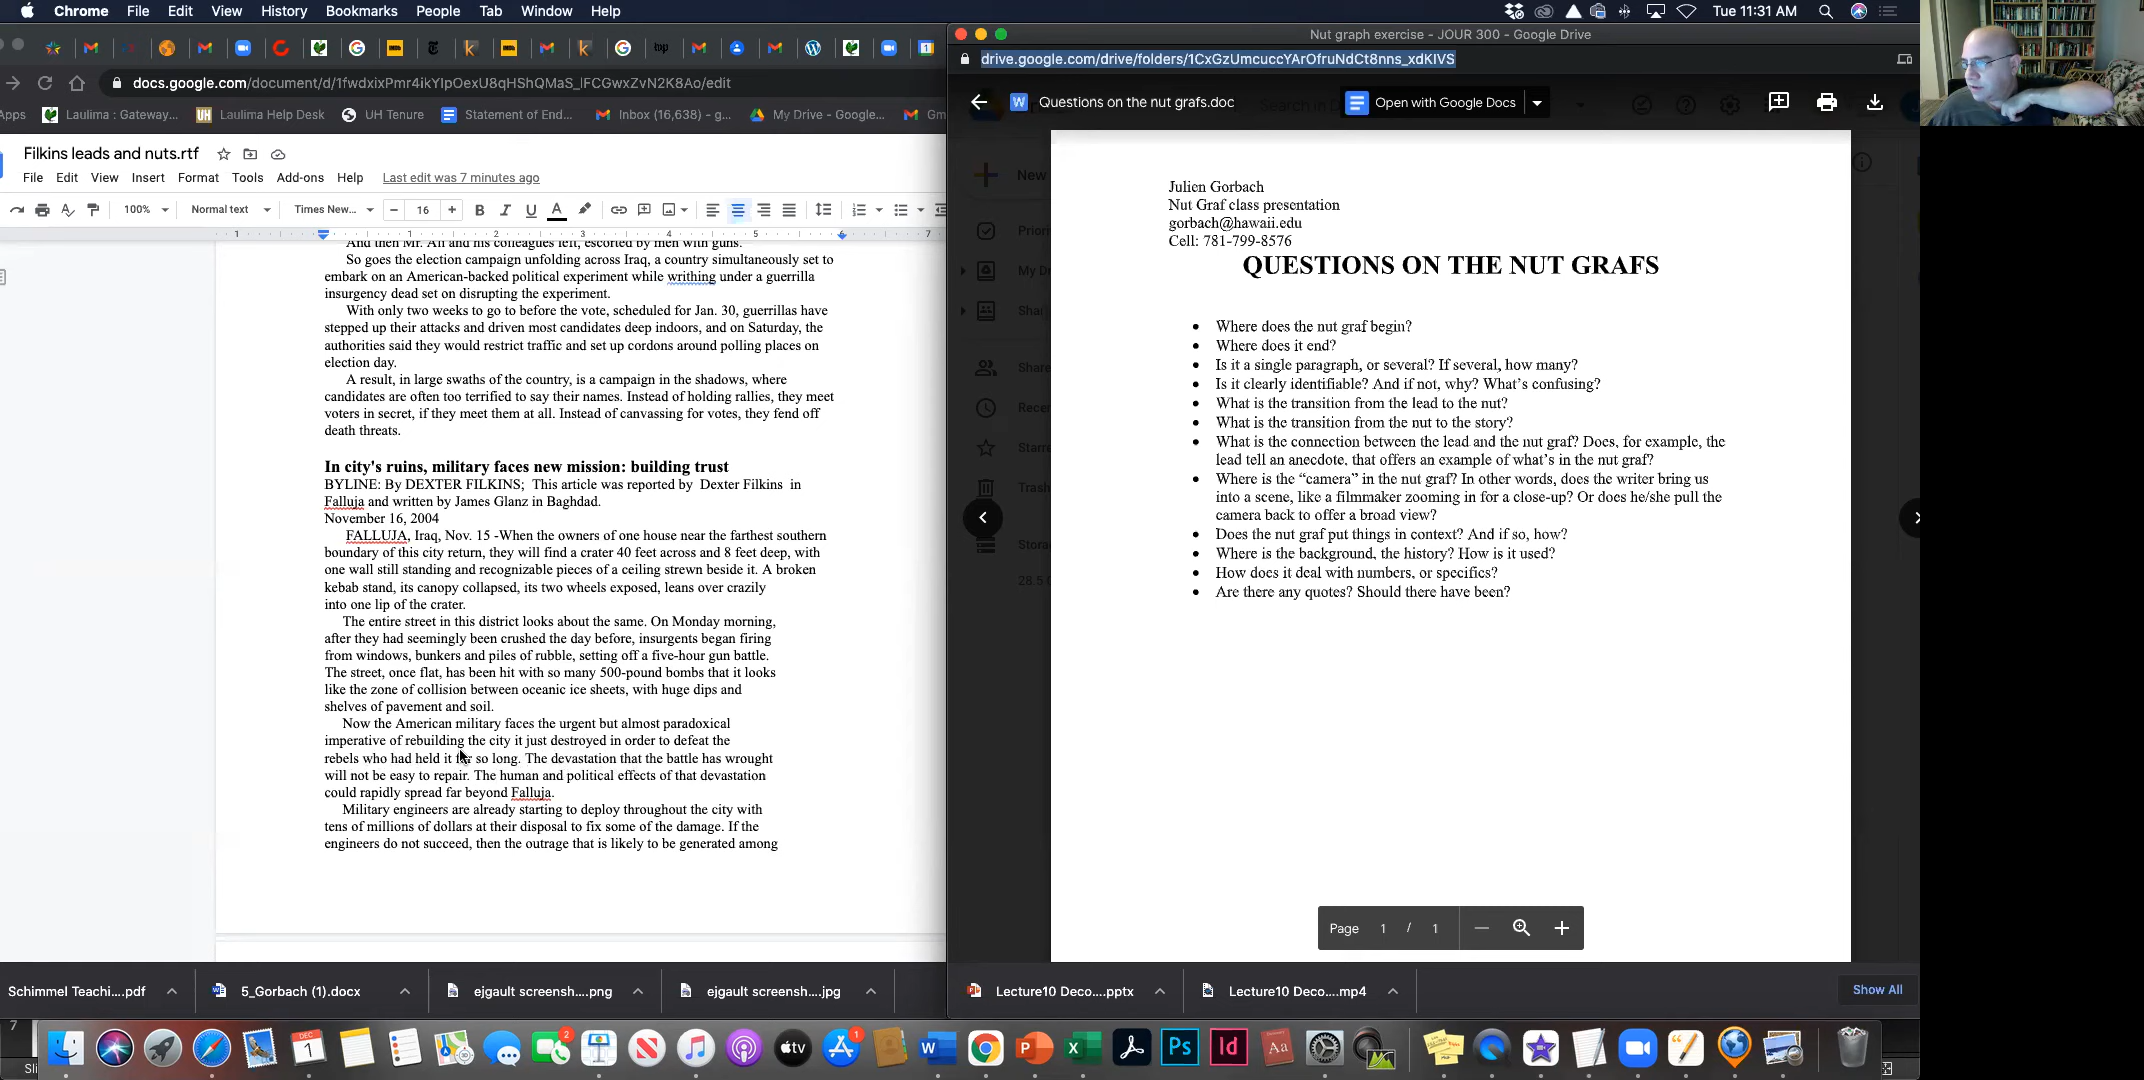 Chrome File Edit View History Bookmarks People Tab Window Help
Tue 11:31 AM
docs.google.com/document/d/1fwdxixPmr4ikYIpOexU8qHShQMaS_lFCGwxZvN2K8Ao/edit
Apps Laulima : Gateway... Laulima Help Desk UH Tenure Statement of End... Inbox (16,638) - g... My Drive - Google... Gm
Filkins leads and nuts.rtf
File Edit View Insert Format Tools Add-ons Help Last edit was 7 minutes ago
100% Normal text Times New... 16
And then Mr. Ali and his colleagues left, escorted by men with guns.
So goes the election campaign unfolding across Iraq, a country simultaneously set to
embark on an American-backed political experiment while writhing under a guerrilla
insurgency dead set on disrupting the experiment.
With only two weeks to go to before the vote, scheduled for Jan. 30, guerrillas have
stepped up their attacks and driven most candidates deep indoors, and on Saturday, the
authorities said they would restrict traffic and set up cordons around polling places on
election day.
A result, in large swaths of the country, is a campaign in the shadows, where
candidates are often too terrified to say their names. Instead of holding rallies, they meet
voters in secret, if they meet them at all. Instead of canvassing for votes, they fend off
death threats.
In city's ruins, military faces new mission: building trust
BYLINE: By DEXTER FILKINS; This article was reported by Dexter Filkins in
Falluja and written by James Glanz in Baghdad.
November 16, 2004
FALLUJA, Iraq, Nov. 15 -When the owners of one house near the farthest southern
boundary of this city return, they will find a crater 40 feet across and 8 feet deep, with
one wall still standing and recognizable pieces of a ceiling strewn beside it. A broken
kebab stand, its canopy collapsed, its two wheels exposed, leans over crazily
into one lip of the crater.
The entire street in this district looks about the same. On Monday morning,
after they had seemingly been crushed the day before, insurgents began firing
from windows, bunkers and piles of rubble, setting off a five-hour gun battle.
The street, once flat, has been hit with so many 500-pound bombs that it looks
like the zone of collision between oceanic ice sheets, with huge dips and
shelves of pavement and soil.
Now the American military faces the urgent but almost paradoxical
imperative of rebuilding the city it just destroyed in order to defeat the
rebels who had held it for so long. The devastation that the battle has wrought
will not be easy to repair. The human and political effects of that devastation
could rapidly spread far beyond Falluja.
Military engineers are already starting to deploy throughout the city with
tens of millions of dollars at their disposal to fix some of the damage. If the
engineers do not succeed, then the outrage that is likely to be generated among
Nut graph exercise - JOUR 300 - Google Drive
drive.google.com/drive/folders/1CxGzUmcuccYArOfruNdCt8nns_xdKIVS
Questions on the nut grafs.doc Open with Google Docs
New
Priori
My D
Sha
Share
Recer
Starre
Trash
Stora
28.5
Julien Gorbach
Nut Graf class presentation
gorbach@hawaii.edu
Cell: 781-799-8576
QUESTIONS ON THE NUT GRAFS
• Where does the nut graf begin?
• Where does it end?
• Is it a single paragraph, or several? If several, how many?
• Is it clearly identifiable? And if not, why? What's confusing?
• What is the transition from the lead to the nut?
• What is the transition from the nut to the story?
• What is the connection between the lead and the nut graf? Does, for example, the
lead tell an anecdote, that offers an example of what's in the nut graf?
• Where is the "camera" in the nut graf? In other words, does the writer bring us
into a scene, like a filmmaker zooming in for a close-up? Or does he/she pull the
camera back to offer a broad view?
• Does the nut graf put things in context? And if so, how?
• Where is the background, the history? How is it used?
• How does it deal with numbers, or specifics?
• Are there any quotes? Should there have been?
Page 1 / 1
Schimmel Teachi....pdf 5_Gorbach (1).docx ejgault screensh....png ejgault screensh....jpg Lecture10 Deco....pptx Lecture10 Deco....mp4 Show All